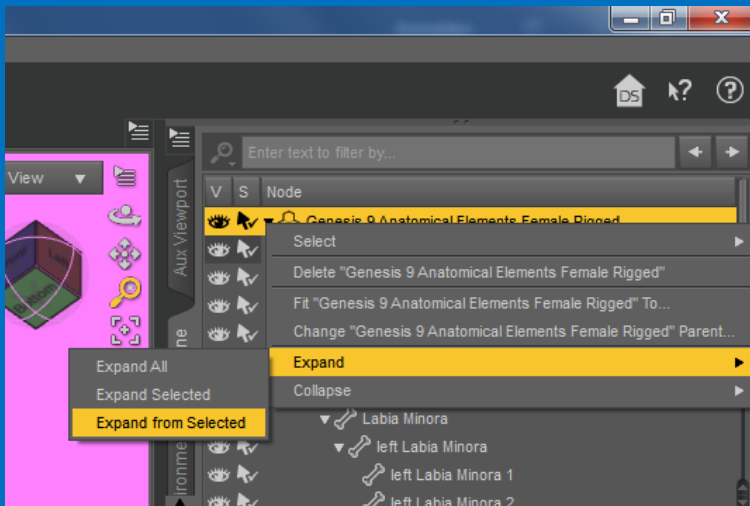 DS
?
?
Enter text to filter by...
View
V S Node
Aux Viewport
Genesis 9 Anatomical Elements Female Rigged
Select
Delete "Genesis 9 Anatomical Elements Female Rigged"
Fit "Genesis 9 Anatomical Elements Female Rigged" To...
Change "Genesis 9 Anatomical Elements Female Rigged" Parent...
Expand
Collapse
Expand All
Expand Selected
Expand from Selected
Labia Minora
left Labia Minora
left Labia Minora 1
left Labia Minora 2
Bottom